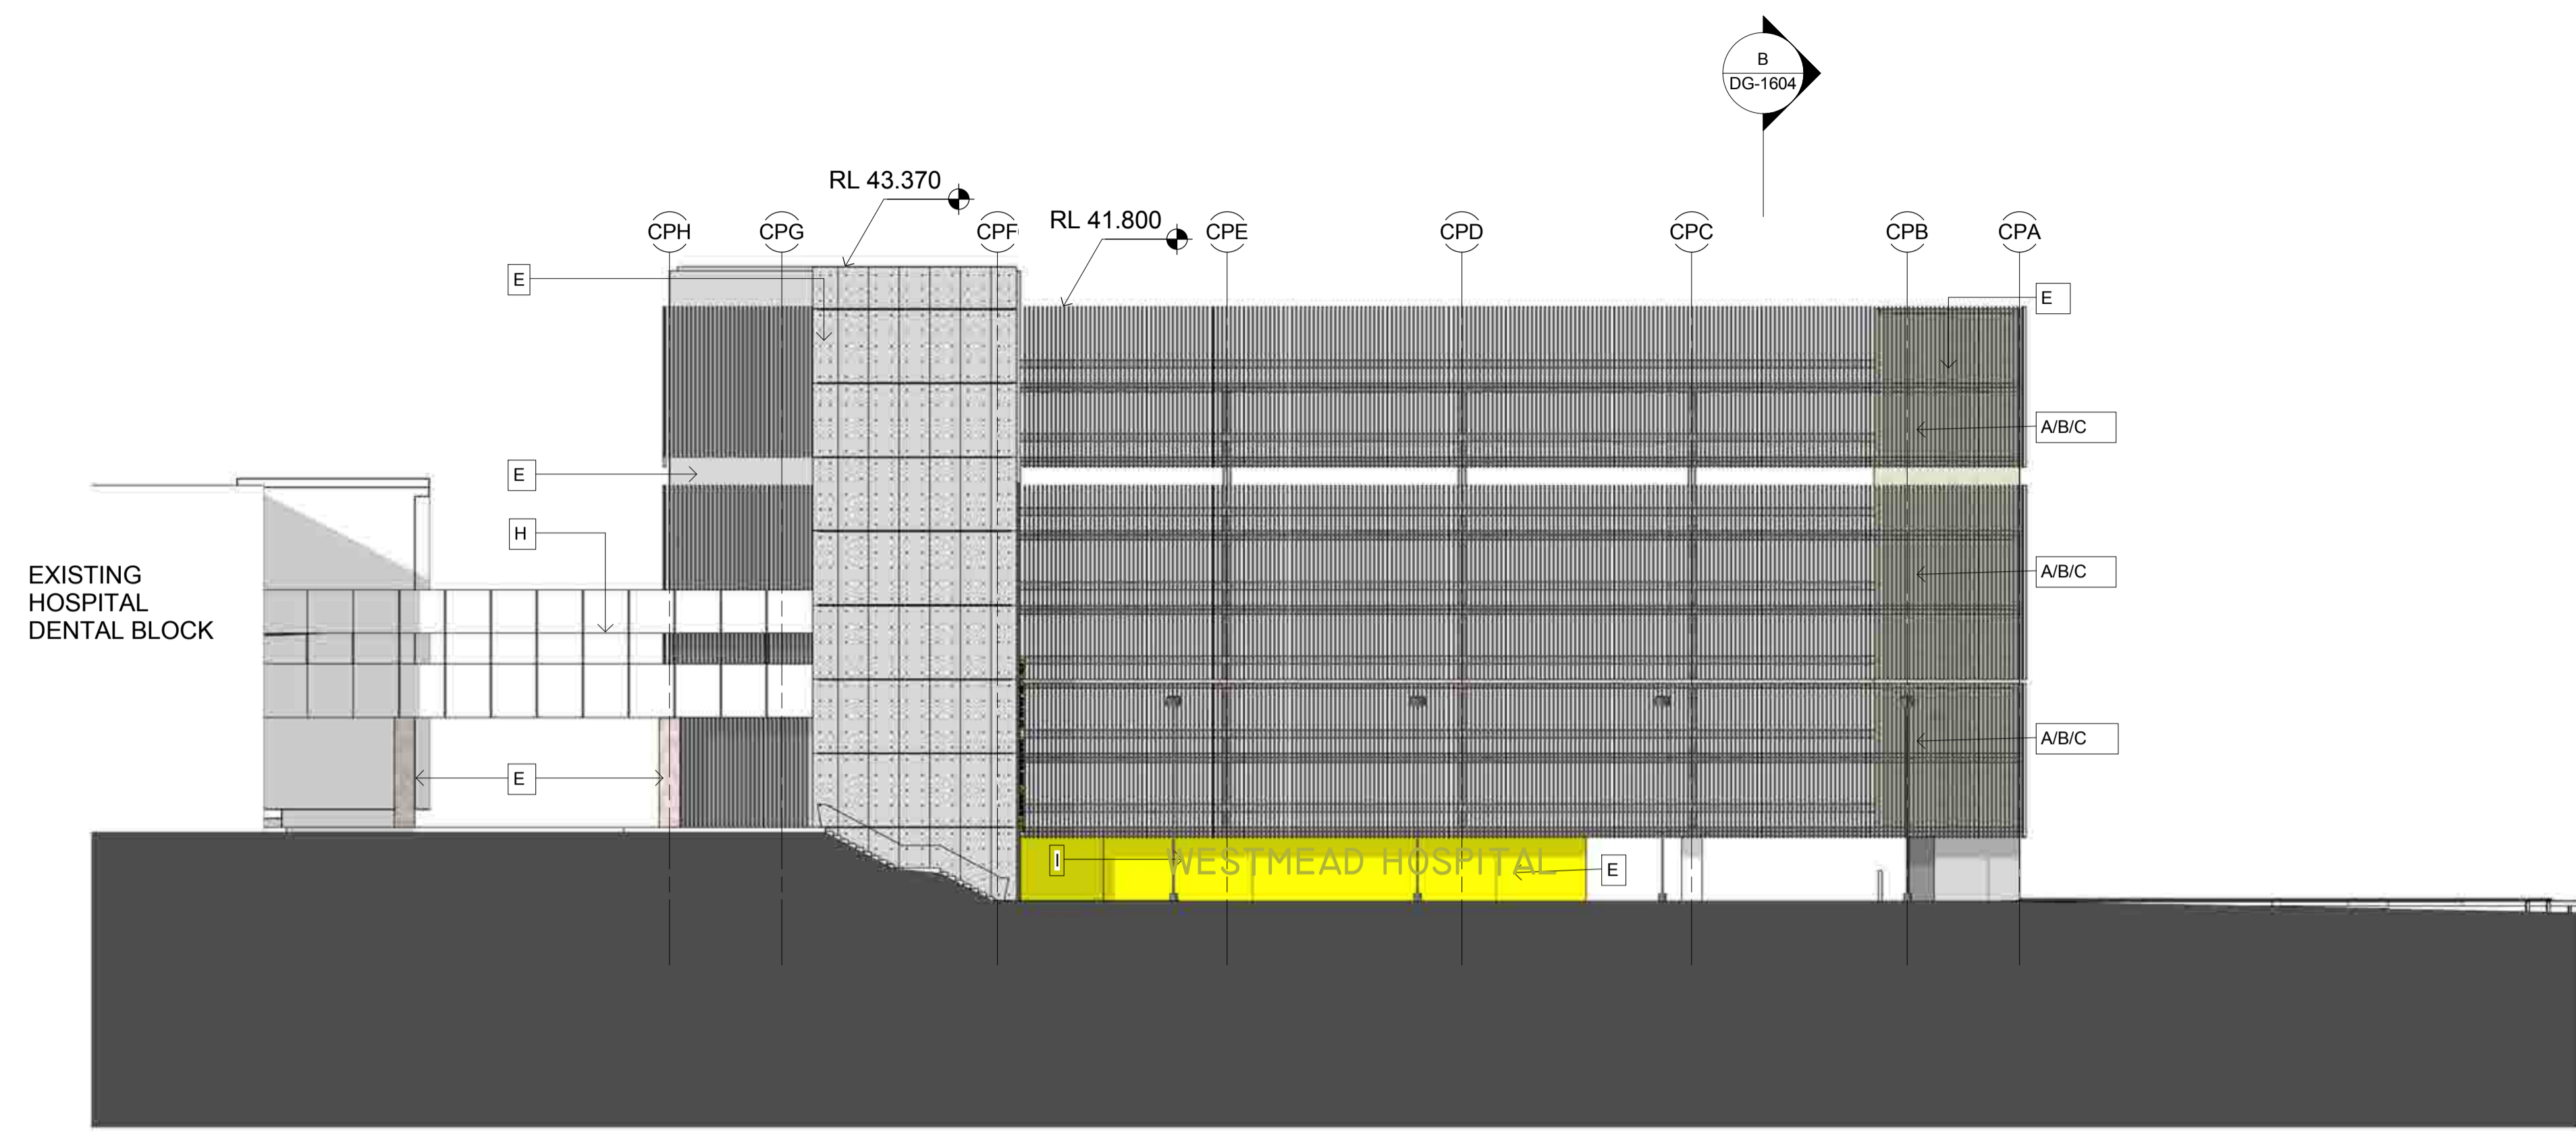 B
DG-1604
RL 43.370
RL 41.800
CPH
CPG
CPF
CPE
CPD
CPC
CPB
CPA
E
E
A/B/C
E
H
EXISTING
HOSPITAL
DENTAL BLOCK
A/B/C
A/B/C
E
I
WESTMEAD HOSPITAL
E